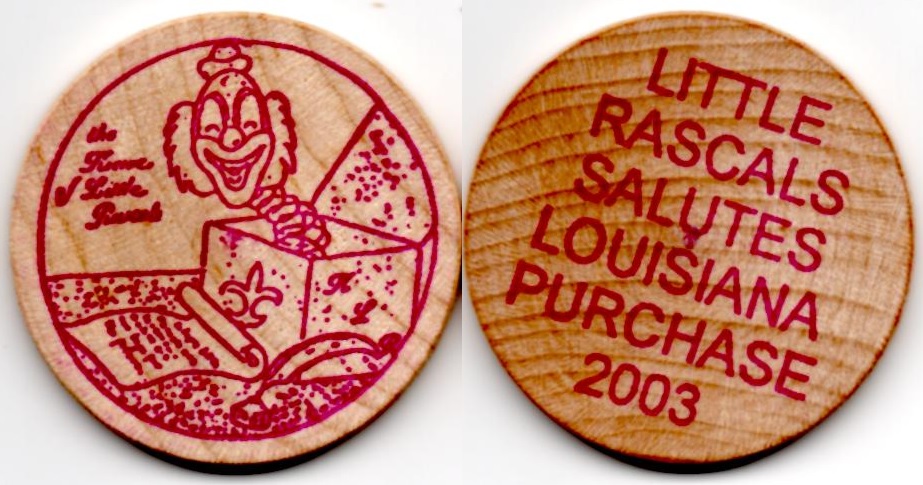 the
Krewe
of Little
Rascals
H
L
LITTLE
RASCALS
SALUTES
LOUISIANA
PURCHASE
2003